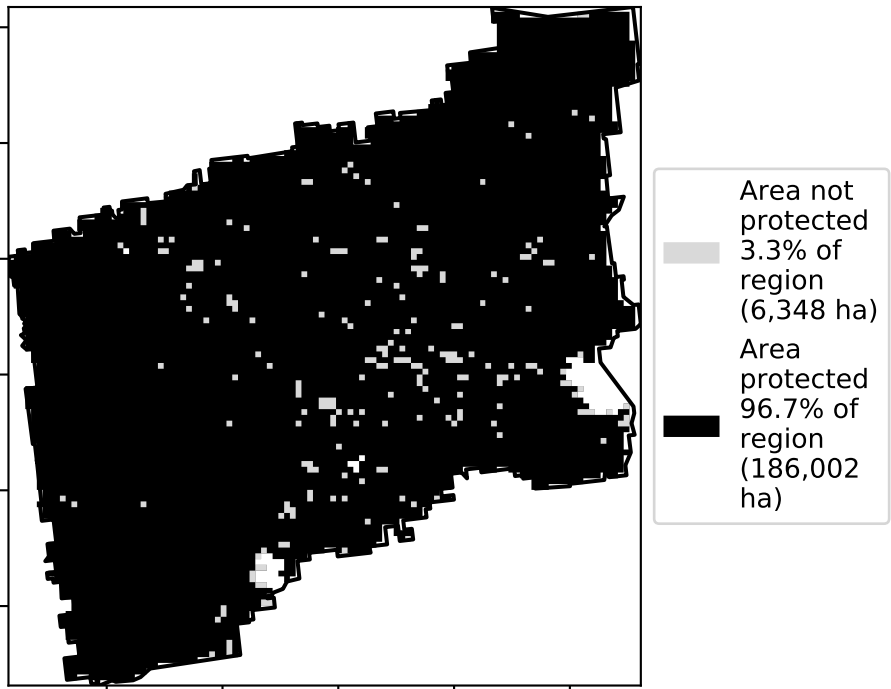 Area not
protected
3.3% of
region
(6,348 ha)
Area
protected
96.7% of
region
(186,002
ha)